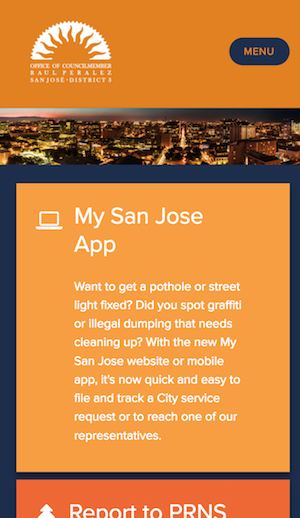 OFFICE OF COUNCILMEMBER
RAUL PERALEZ
SAN JOSE • DISTRICT 3
MENU
My San Jose
App
Want to get a pothole or street
light fixed? Did you spot graffiti
or illegal dumping that needs
cleaning up? With the new My
San Jose website or mobile
app, it's now quick and easy to
file and track a City service
request or to reach one of our
representatives.
Report to PRNS